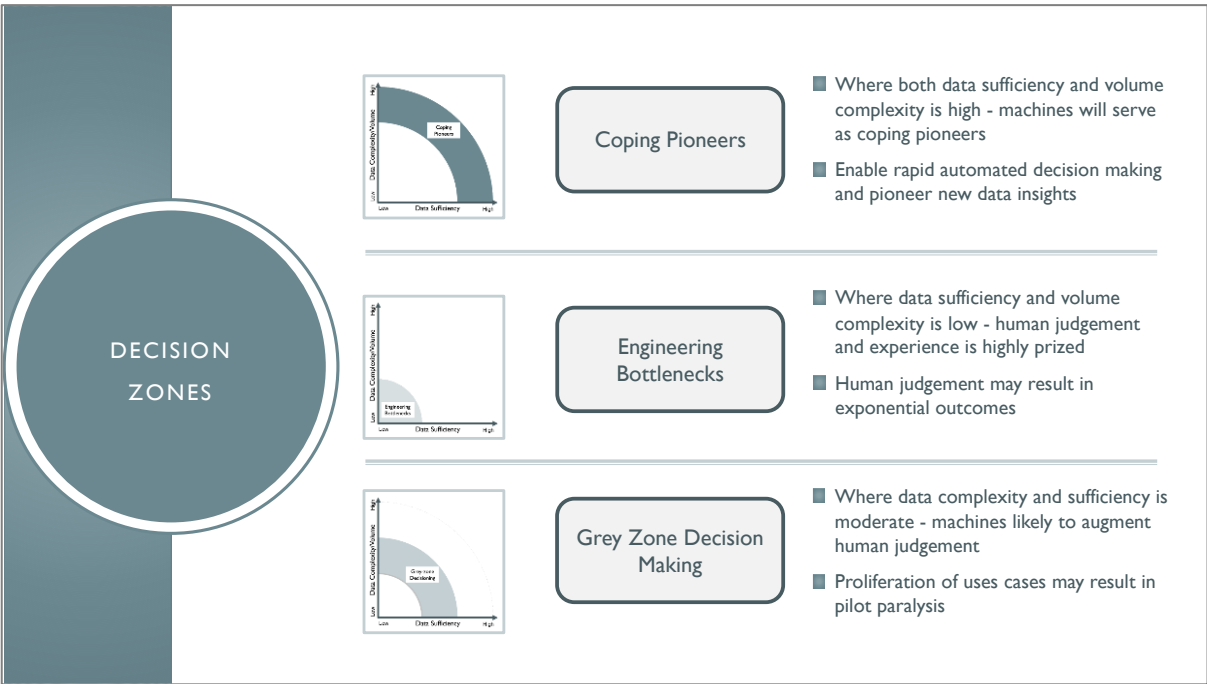 DECISION
ZONES
High
Data Complexity/Volume
Low
Coping
Pioneers
Low
Data Sufficiency
High
Coping Pioneers
Where both data sufficiency and volume
complexity is high - machines will serve
as coping pioneers
Enable rapid automated decision making
and pioneer new data insights
High
Data Complexity/Volume
Low
Engineering
Bottlenecks
Low
Data Sufficiency
High
Engineering
Bottlenecks
Where data sufficiency and volume
complexity is low - human judgement
and experience is highly prized
Human judgement may result in
exponential outcomes
High
Data Complexity/Volume
Low
Grey zone
Decisioning
Low
Data Sufficiency
High
Grey Zone Decision
Making
Where data complexity and sufficiency is
moderate - machines likely to augment
human judgement
Proliferation of uses cases may result in
pilot paralysis